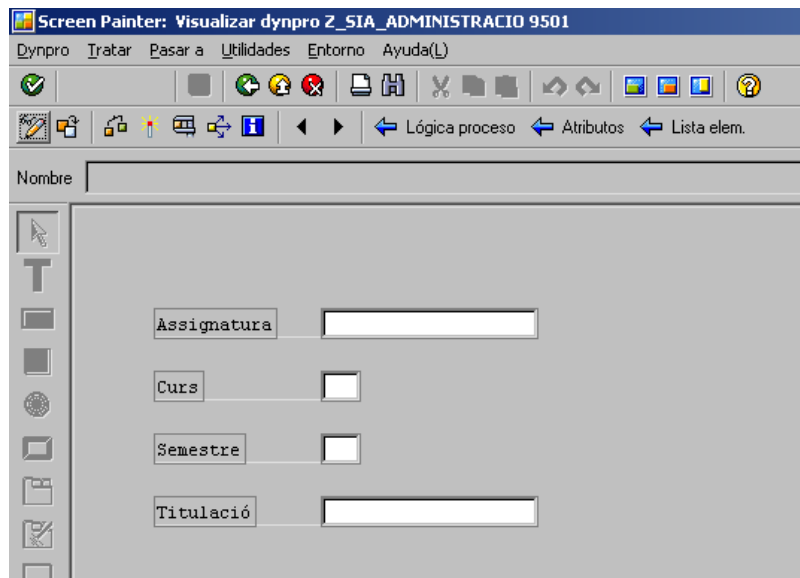 Screen Painter: Visualizar dynpro Z_SIA_ADMINISTRACIO 9501
Dynpro Tratar Pasar a Utilidades Entorno Ayuda(L)
Lógica proceso Atributos Lista elem.
Nombre
Assignatura
Curs
Semestre
Titulació